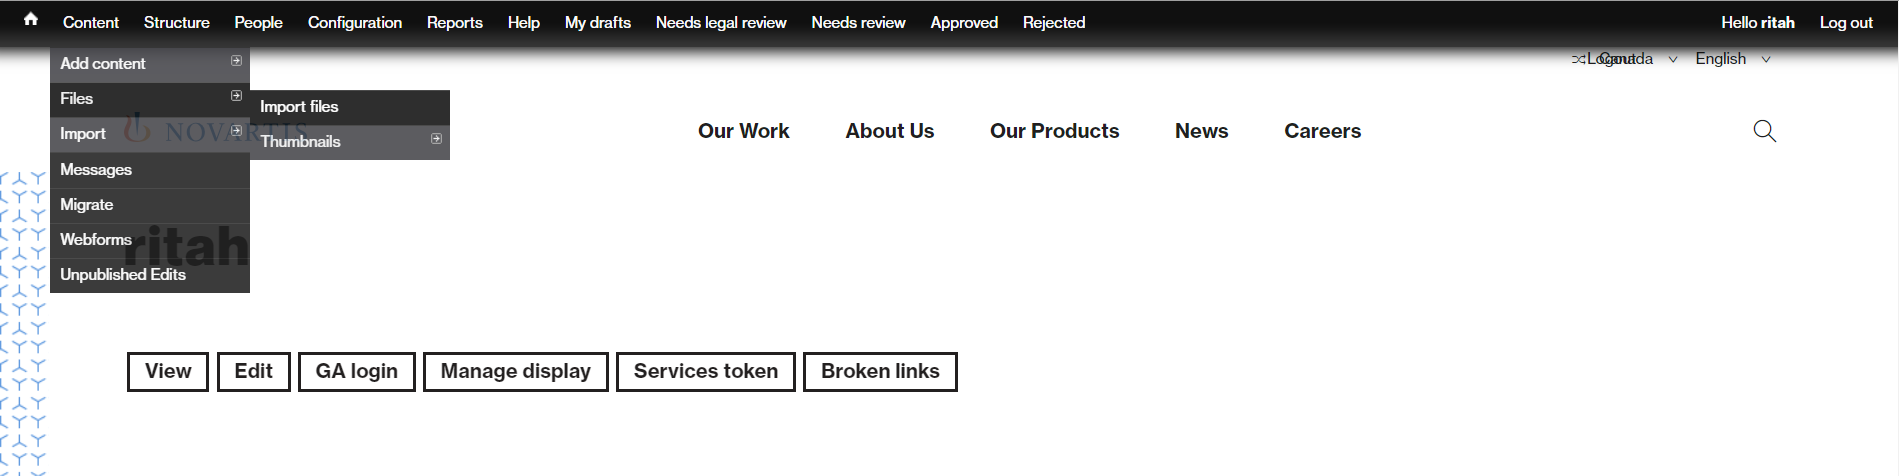 Content Structure People Configuration Reports Help My drafts Needs legal review Needs review Approved Rejected Hello ritah Log out
Add content
Logout Canada English
Files
Import files
Import
NOVARTIS
Thumbnails
Our Work About Us Our Products News Careers
Messages
Migrate
Webforms
ritah
Unpublished Edits
View Edit GA login Manage display Services token Broken links